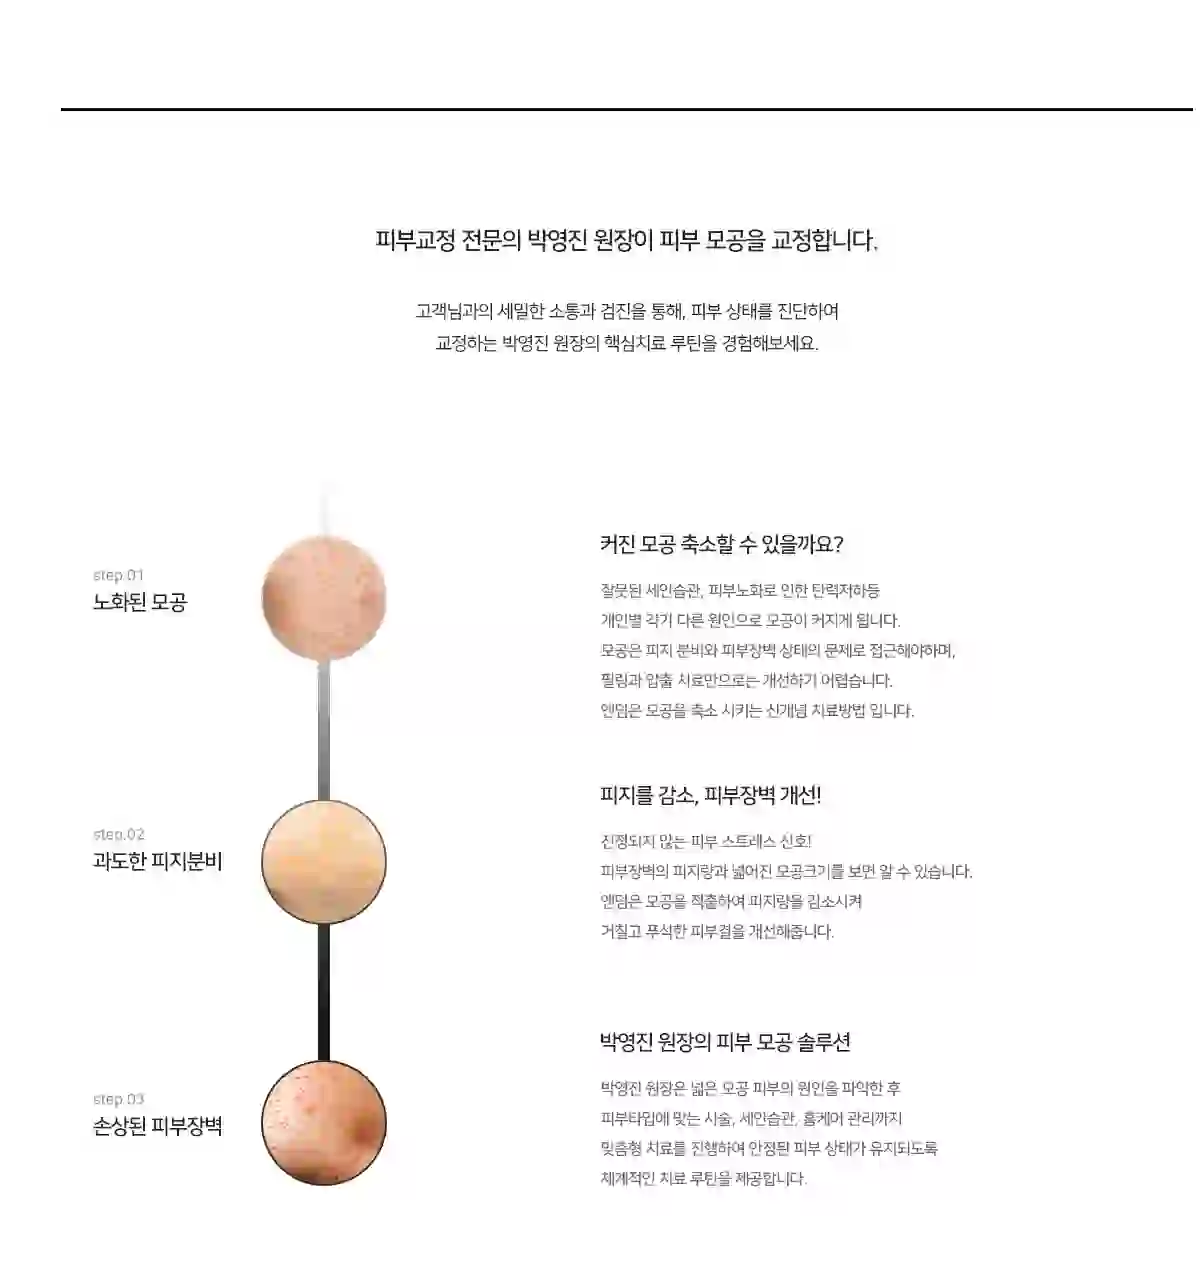 피부교정 전문의 박영진 원장이 피부 모공을 교정합니다.
고객님과의 세밀한 소통과 검진을 통해, 피부 상태를 진단하여
교정하는 박영진 원장의 핵심치료 루틴을 경험해보세요.
step.01
노화된 모공
커진 모공 축소할 수 있을까요?
잘못된 세안습관, 피부노화로 인한 탄력저하등
개인별 각기 다른 원인으로 모공이 커지게 됩니다.
모공은 피지 분비와 피부장벽 상태의 문제로 접근해야하며,
필링과 압출 치료만으로는 개선하기 어렵습니다.
엔덤은 모공을 축소 시키는 신개념 치료방법 입니다.
step.02
과도한 피지분비
피지를 감소, 피부장벽 개선!
진정되지 않는 피부 스트레스 신호!
피부장벽의 피지량과 넓어진 모공크기를 보면 알 수 있습니다.
엔덤은 모공을 적출하여 피지량을 감소시켜
거칠고 푸석한 피부결을 개선해줍니다.
step.03
손상된 피부장벽
박영진 원장의 피부 모공 솔루션
박영진 원장은 넓은 모공 피부의 원인을 파악한 후
피부타입에 맞는 시술, 세안습관, 홈케어 관리까지
맞춤형 치료를 진행하여 안정된 피부 상태가 유지되도록
체계적인 치료 루틴을 제공합니다.